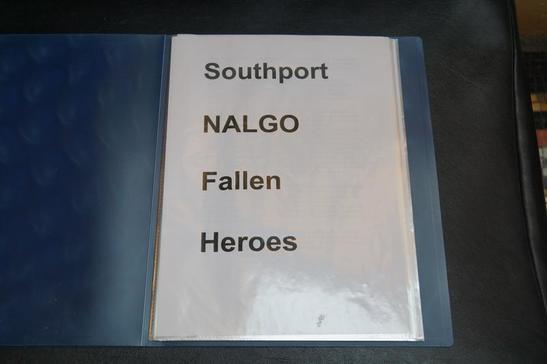 Southport
NALGO
Fallen
Heroes